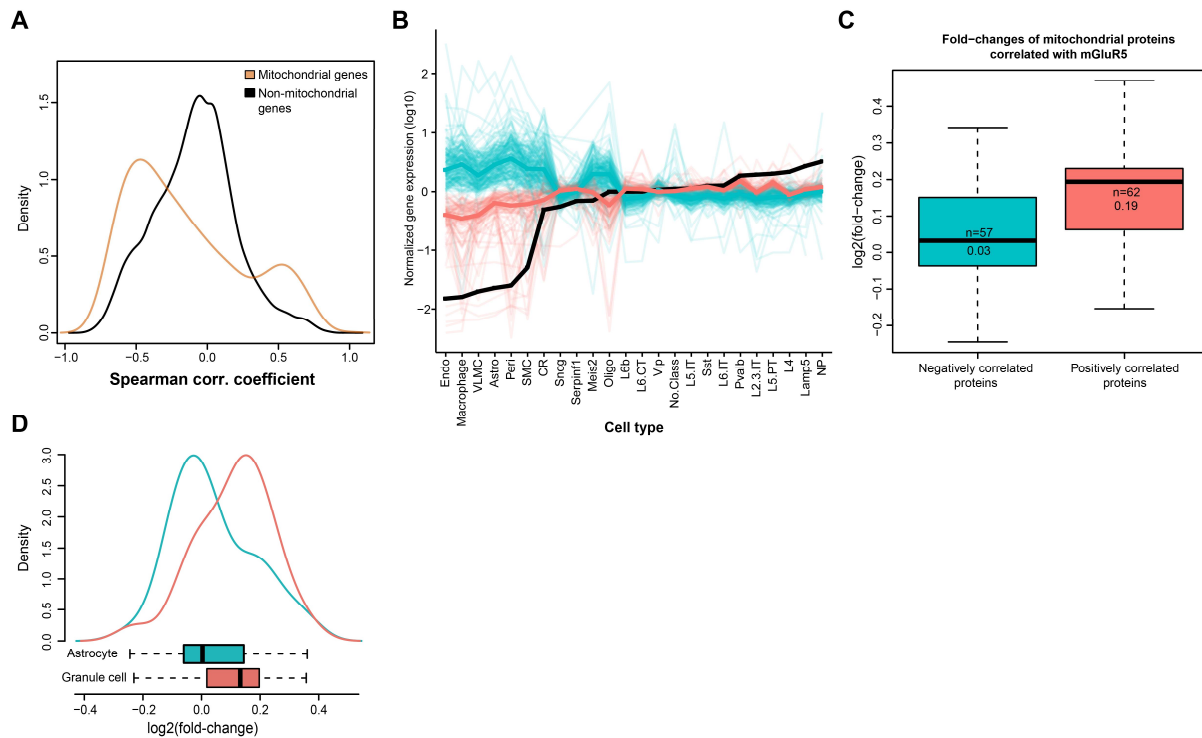 A
Mitochondrial genes
Non−mitochondrial
genes
Density
0.0
0.5
1.0
1.5
−1.0
−0.5
0.0
0.5
1.0
Spearman corr. coefficient
B
Normalized gene expression (log10)
2
1
0
−1
−2
Endo
Macrophage
VLMC
Astro
Peri
SMC
CR
Sncg
Serpinf1
Meis2
Oligo
L6b
L6.CT
Vip
No.Class
L5.IT
Sst
L6.IT
Pvalb
L2.3.IT
L5.PT
L4
Lamp5
NP
Cell type
C
Fold−changes of mitochondrial proteins
correlated with mGluR5
log2(fold−change)
0.4
0.3
0.2
0.1
0.0
−0.1
−0.2
n=57
0.03
n=62
0.19
Negatively correlated
proteins
Positively correlated
proteins
D
Density
3.0
2.5
2.0
1.5
1.0
0.5
0.0
Astrocyte
Granule cell
−0.4
−0.2
0.0
0.2
0.4
log2(fold-change)